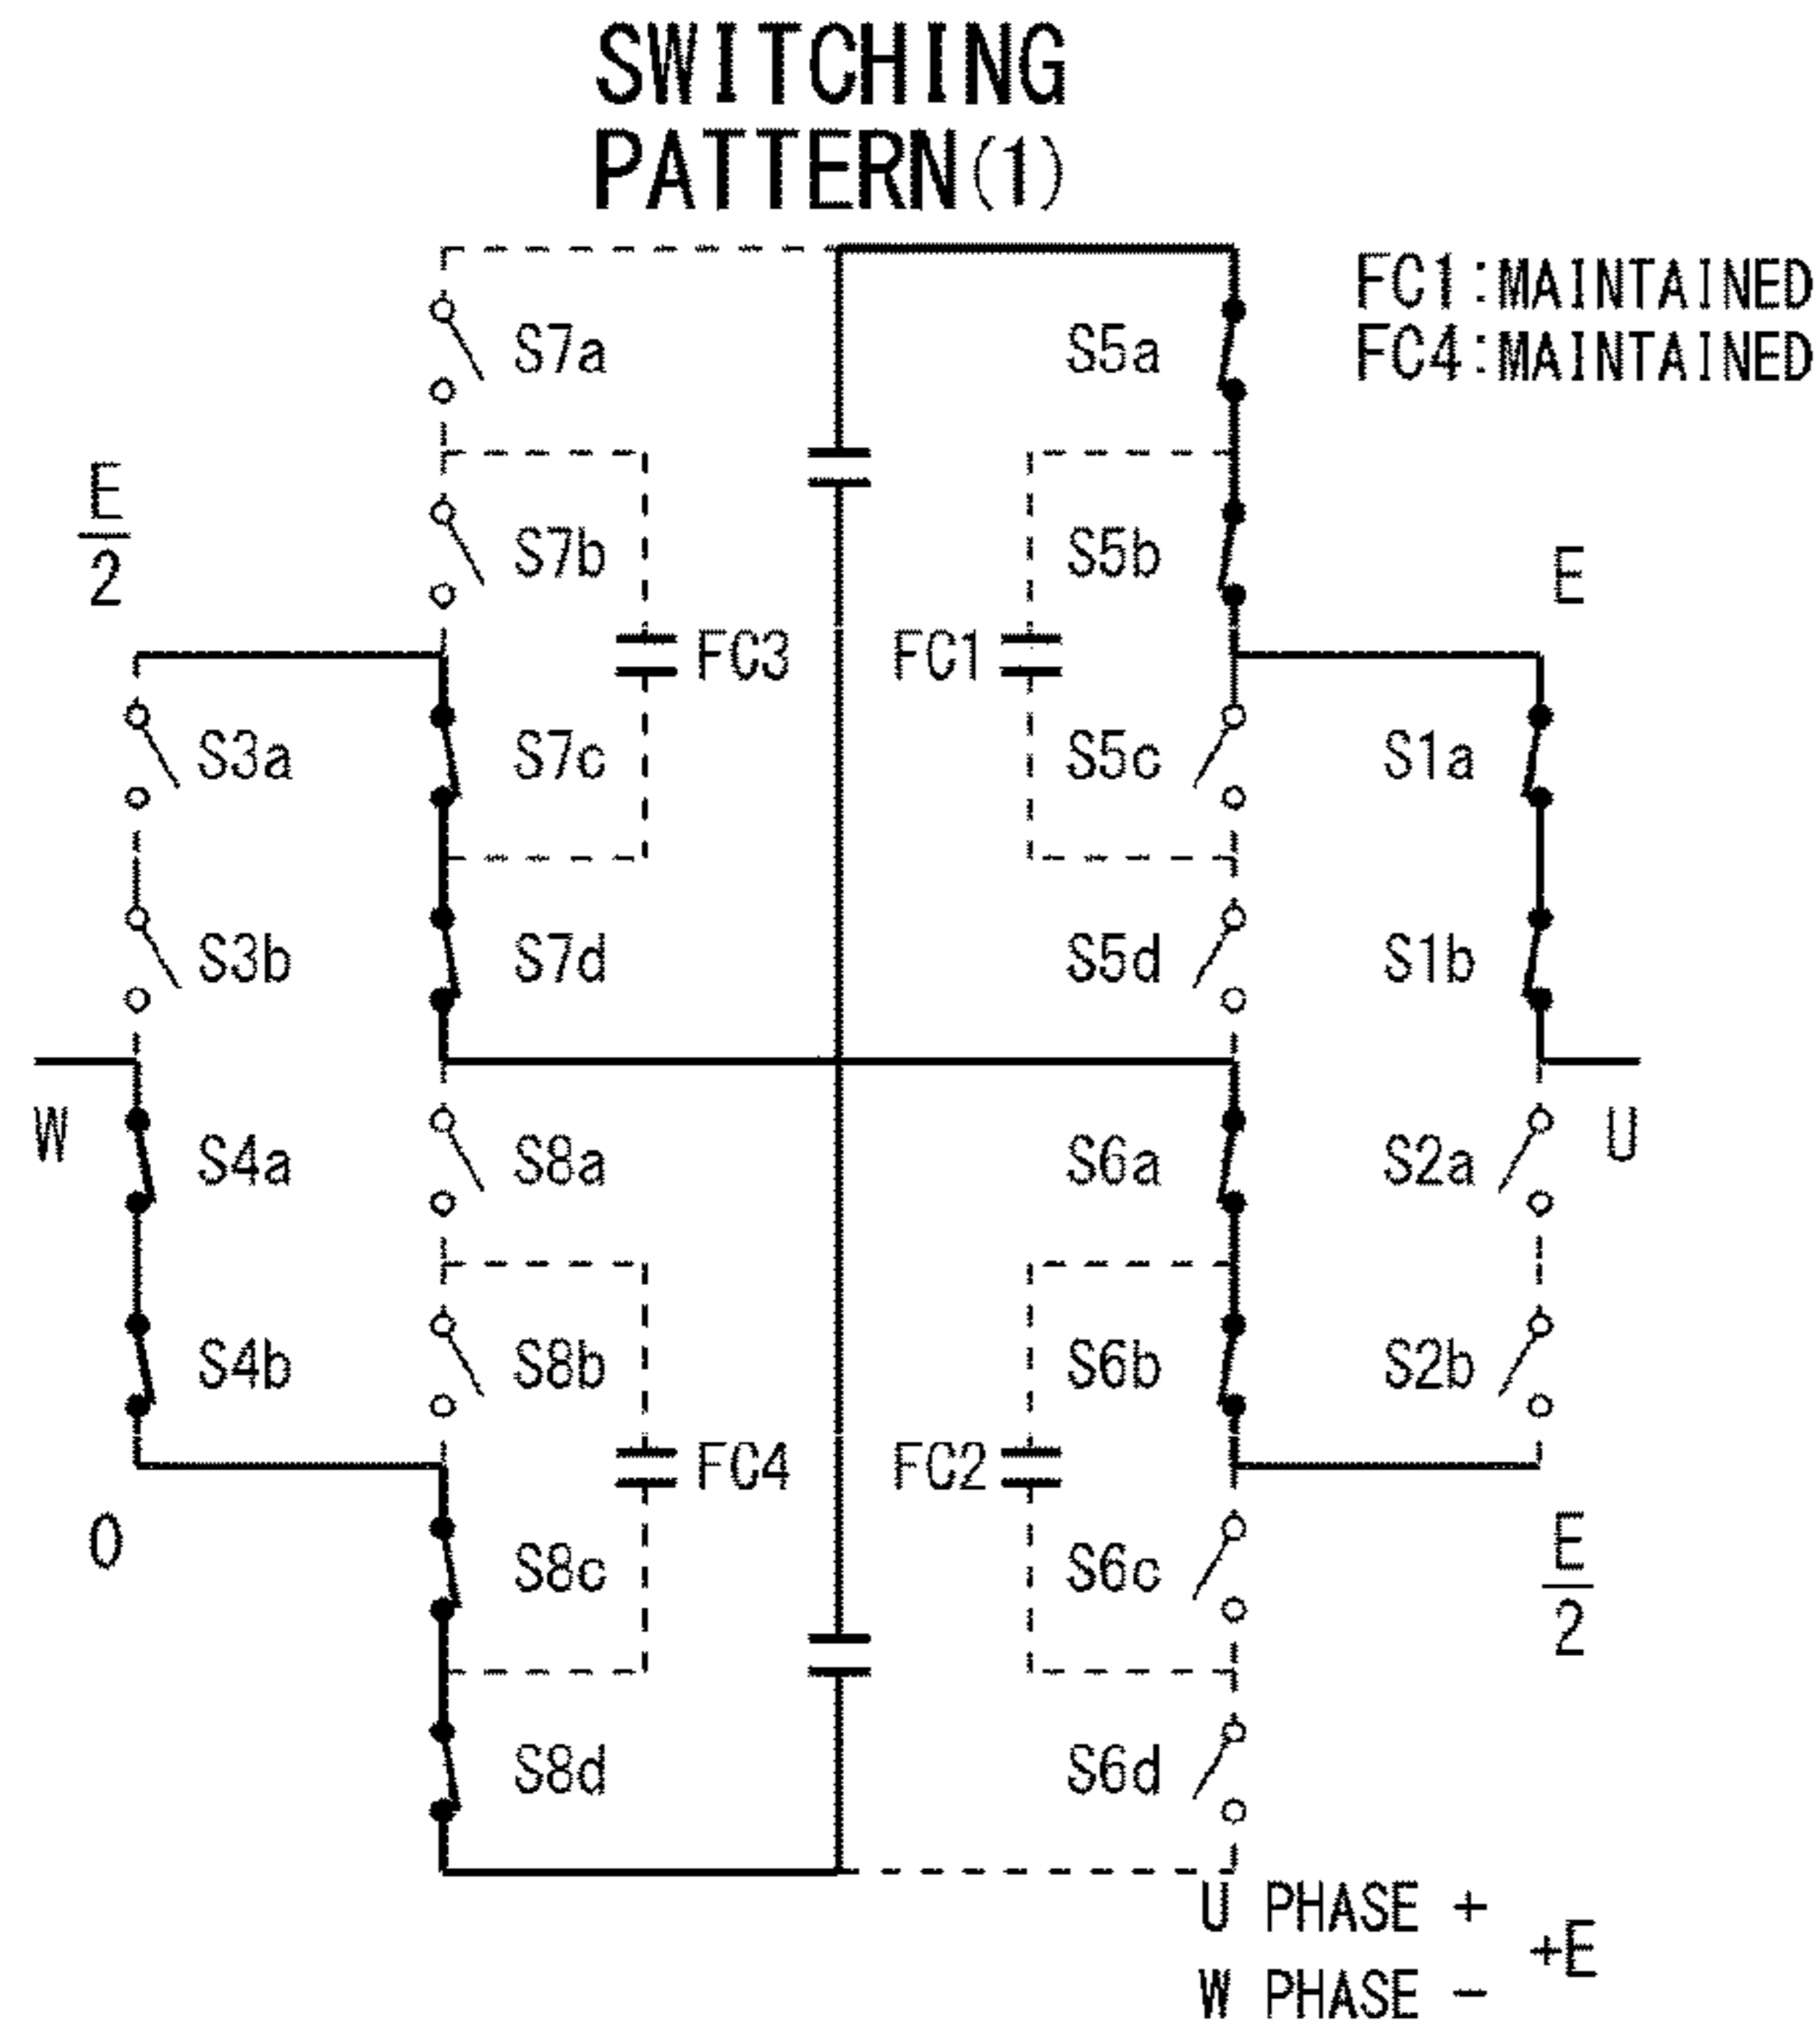 SWITCHING
PATTERN(1)
FC1:MAINTAINED
FC4:MAINTAINED
S7a
S5a
E
2
S7b
S5b
E
FC3
FC1
S3a
S7c
S5c
S1a
S3b
S7d
S5d
S1b
W
S4a
S8a
S6a
S2a
U
S4b
S8b
S6b
S2b
FC4
FC2
0
S8c
S6c
E
2
S8d
S6d
U PHASE +
+E
W PHASE -